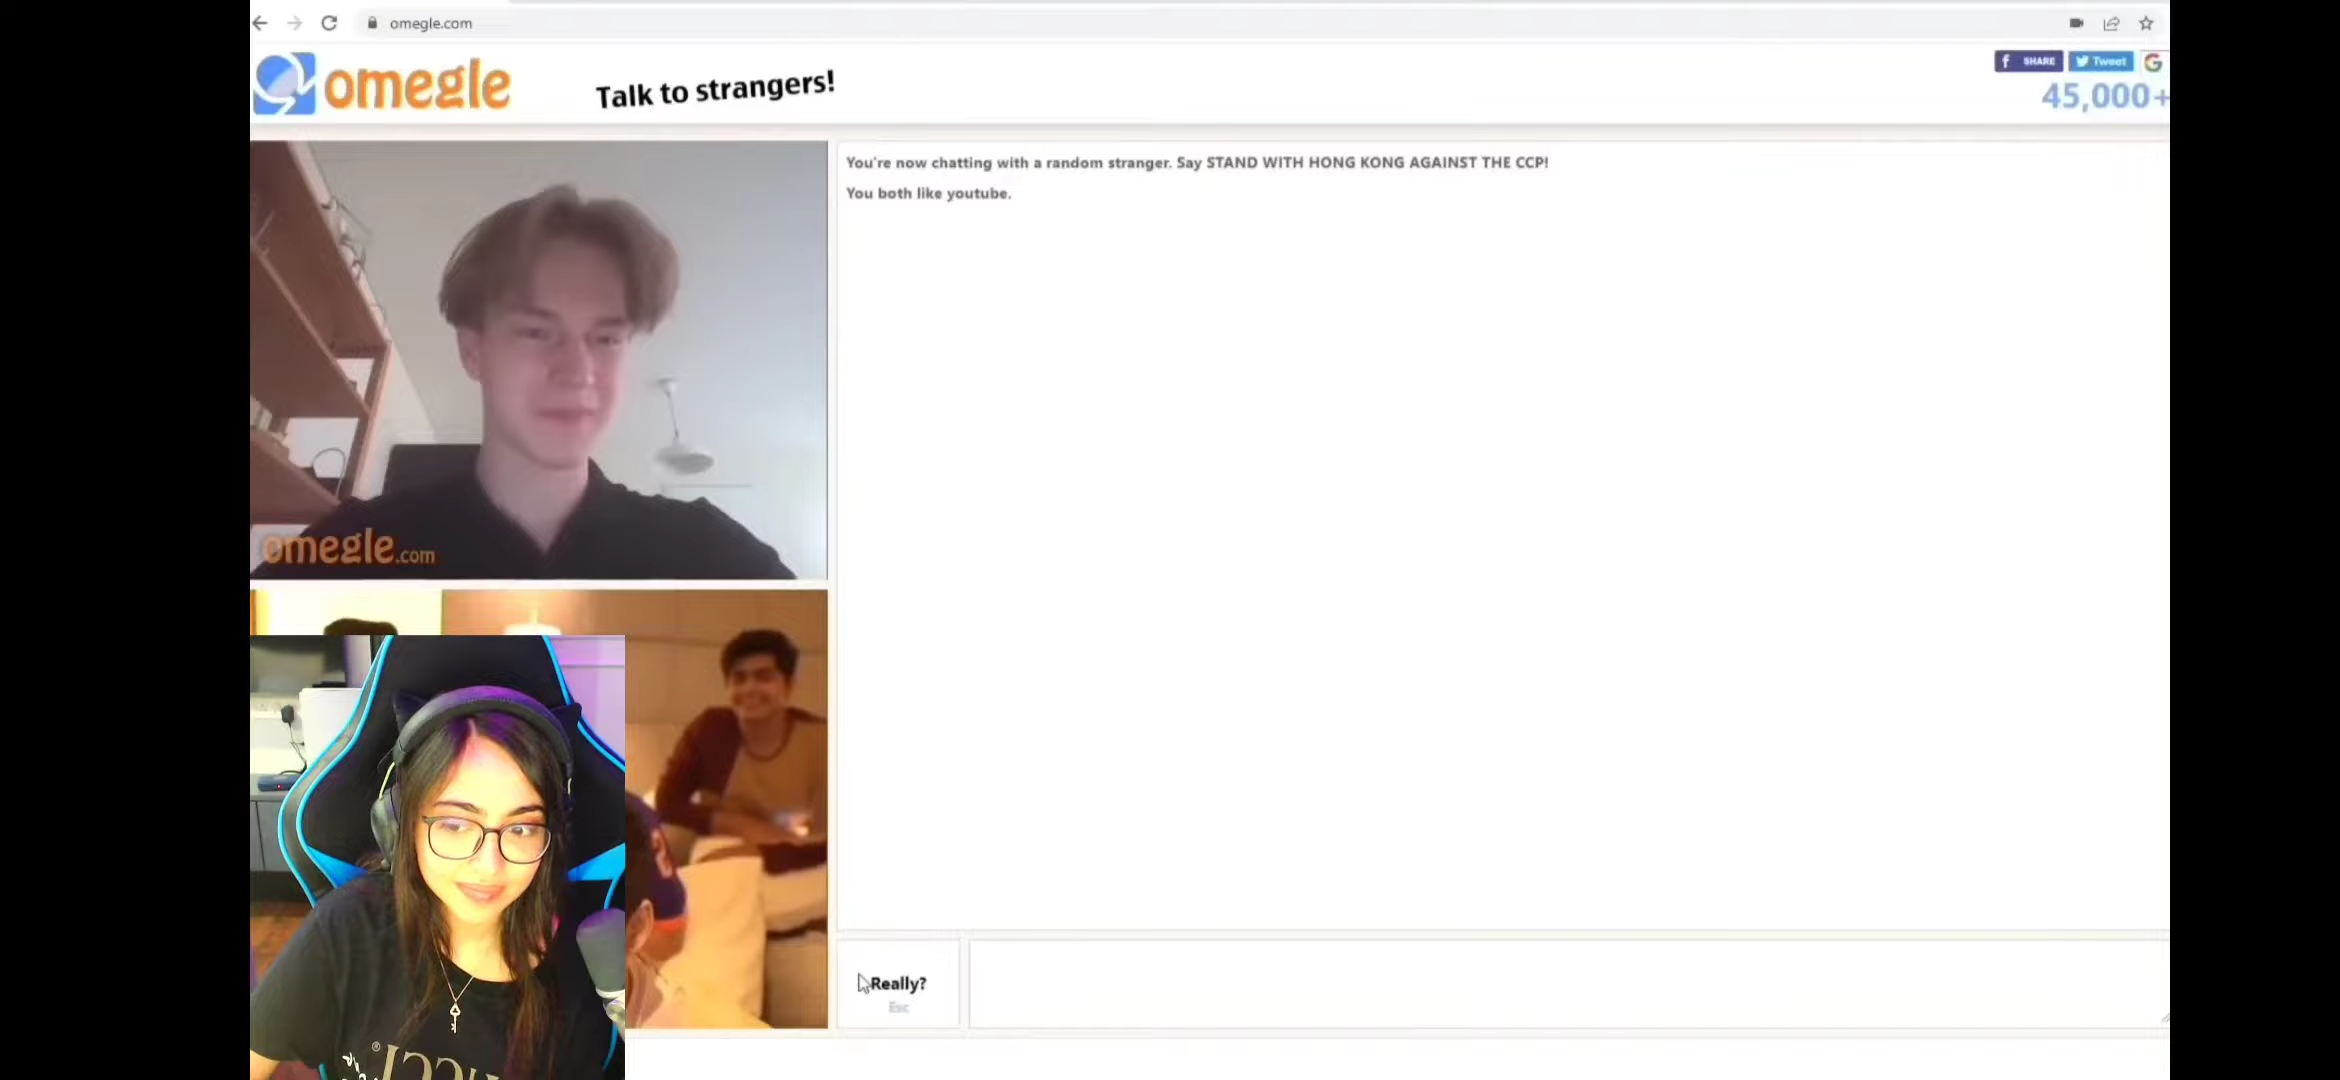 omegle.com
omegle
Talk to strangers!
f SHARE
Tweet
G
45,000+
You're now chatting with a random stranger. Say STAND WITH HONG KONG AGAINST THE CCP!
You both like youtube.
omegle.com
Really?
Esc